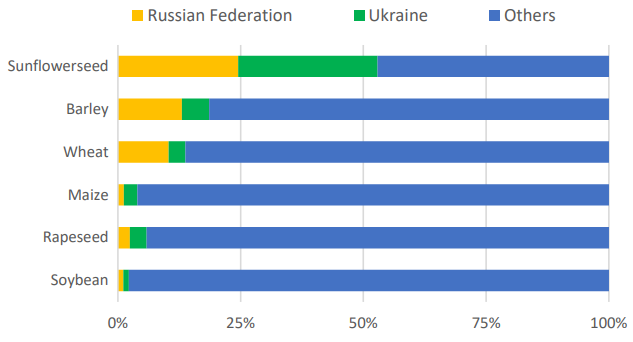 Russian Federation Ukraine Others
Sunflowerseed
Barley
Wheat
Maize
Rapeseed
Soybean
0% 25% 50% 75% 100%